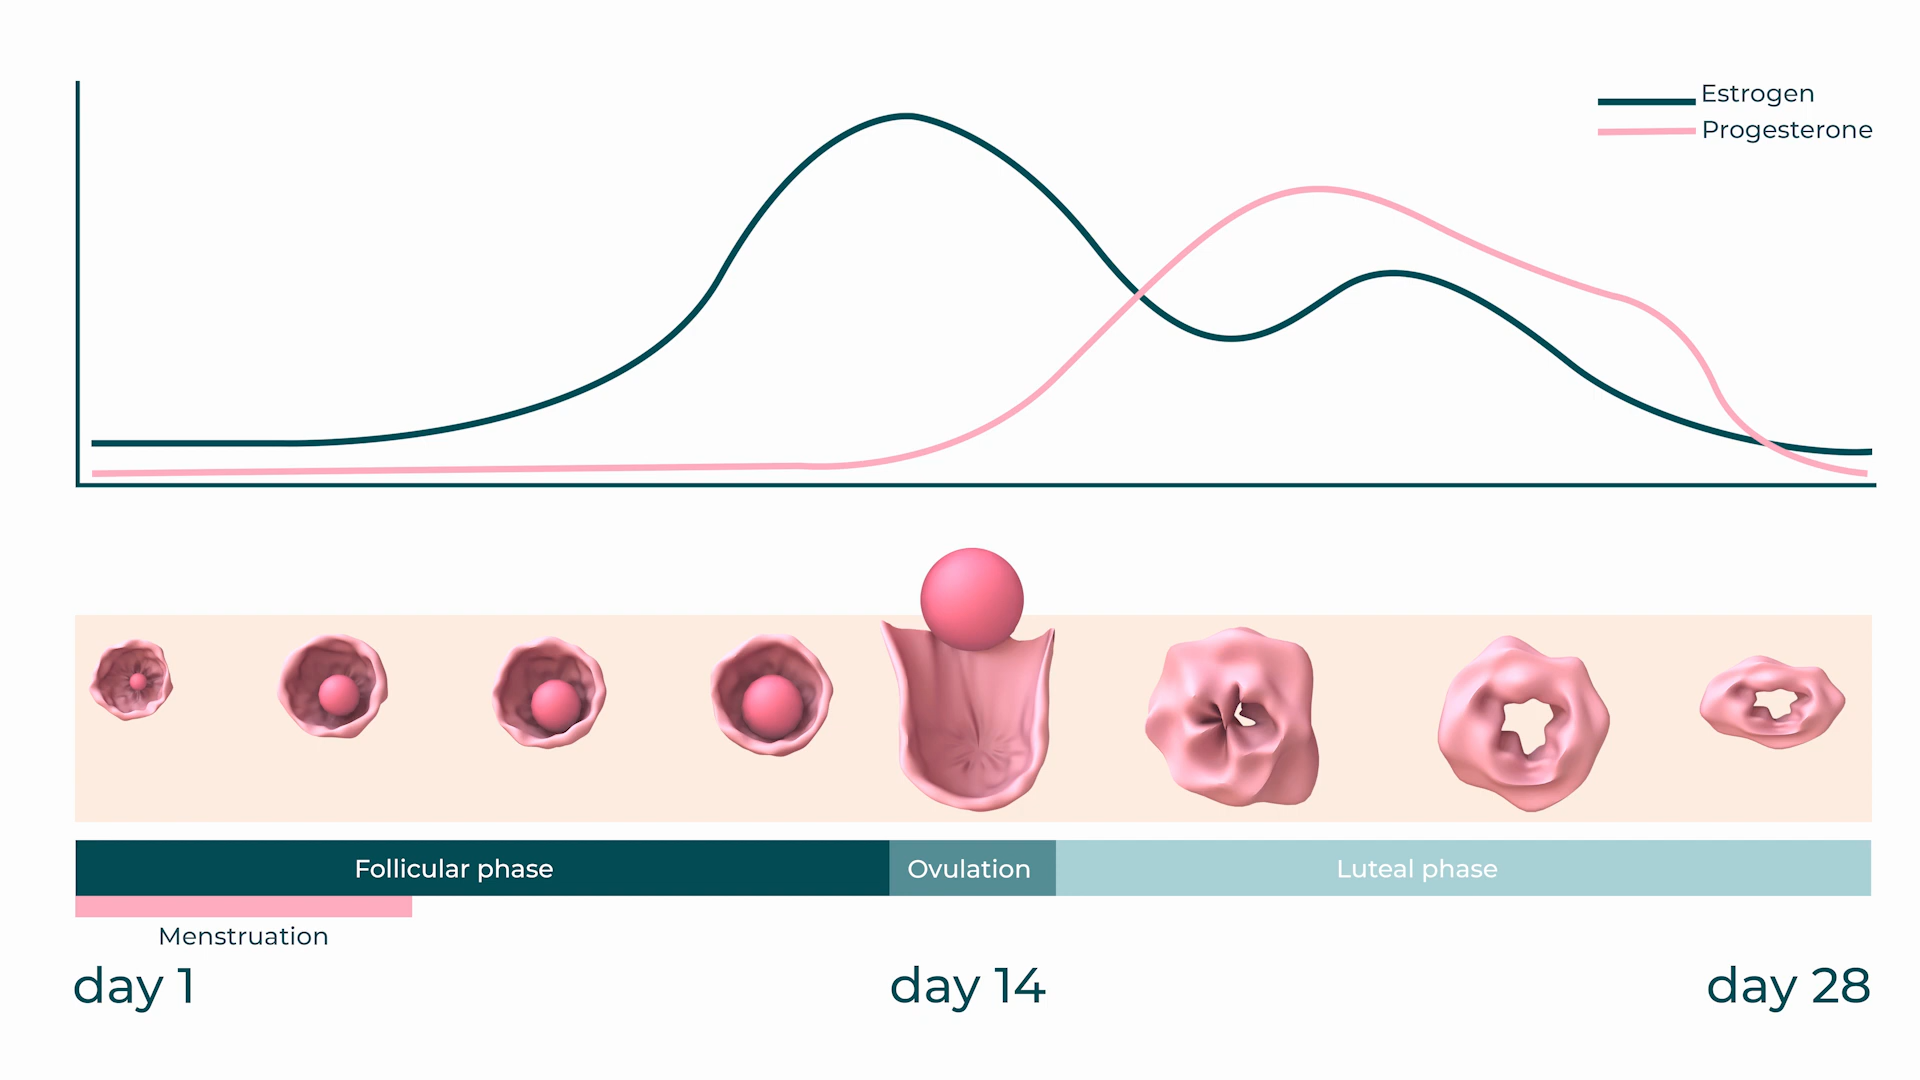 Estrogen
Progesterone
Follicular phase
Ovulation
Luteal phase
Menstruation
day 1
day 14
day 28